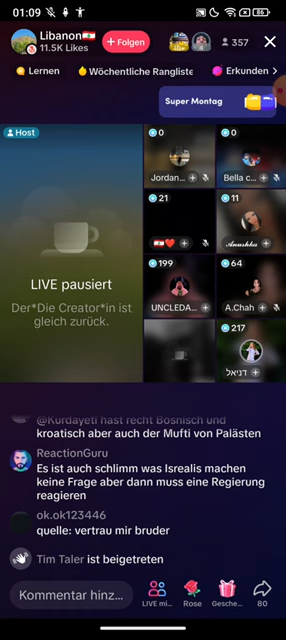 01:09
86
Libanon🇱🇧
11.5K Likes
+ Folgen
357
Lernen
Wöchentliche Rangliste
Erkunden
Super Montag
Host
LIVE pausiert
Der*Die Creator*in ist
gleich zurück.
0
Jordan...
0
Bella c...
21
🇱🇧❤️
11
Anushka
199
UNCLEDA...
64
A.Chah
217
דניאל
@Kurdayeti hast recht Bosnisch und
kroatisch aber auch der Mufti von Palästen
ReactionGuru
Es ist auch schlimm was Isrealis machen
keine Frage aber dann muss eine Regierung
reagieren
ok.ok123446
quelle: vertrau mir bruder
Tim Taler ist beigetreten
Kommentar hinz...
LIVE mi...
Rose
Gesche...
80